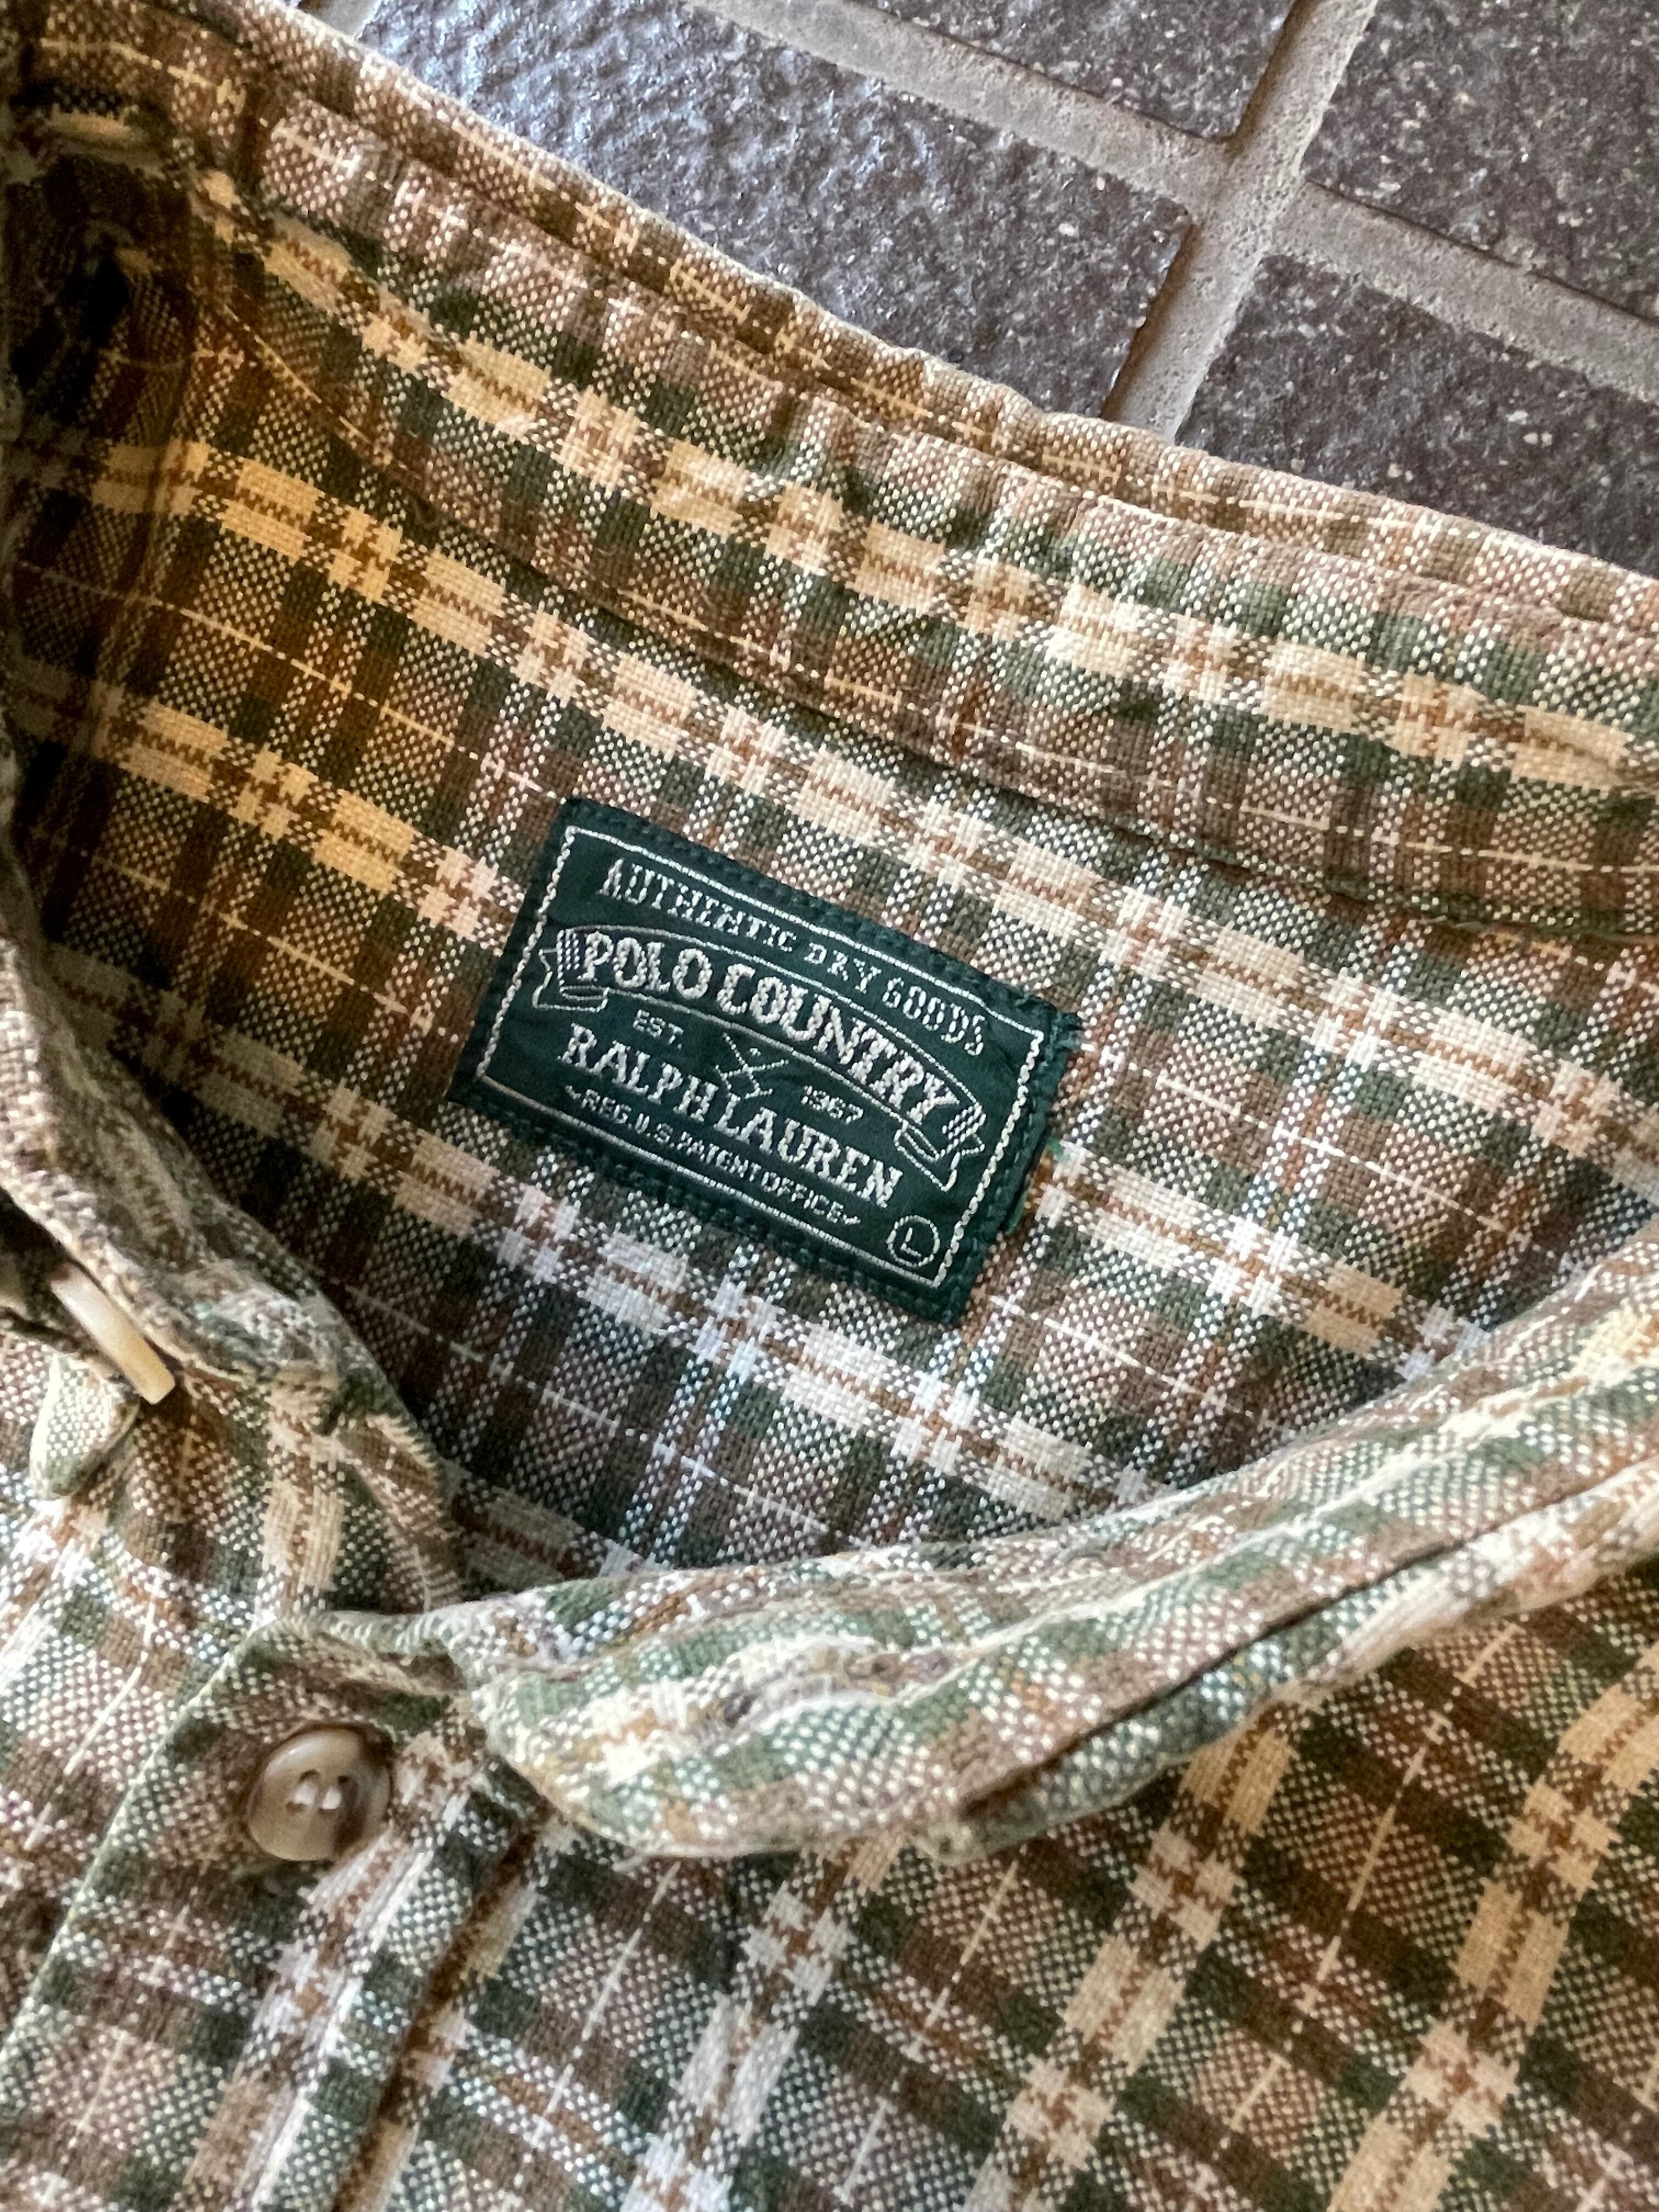 AUTHENTIC DRY GOODS
POLO COUNTRY
EST. 1967
RALPH LAUREN
REG. U.S. PATENT OFFICE
L